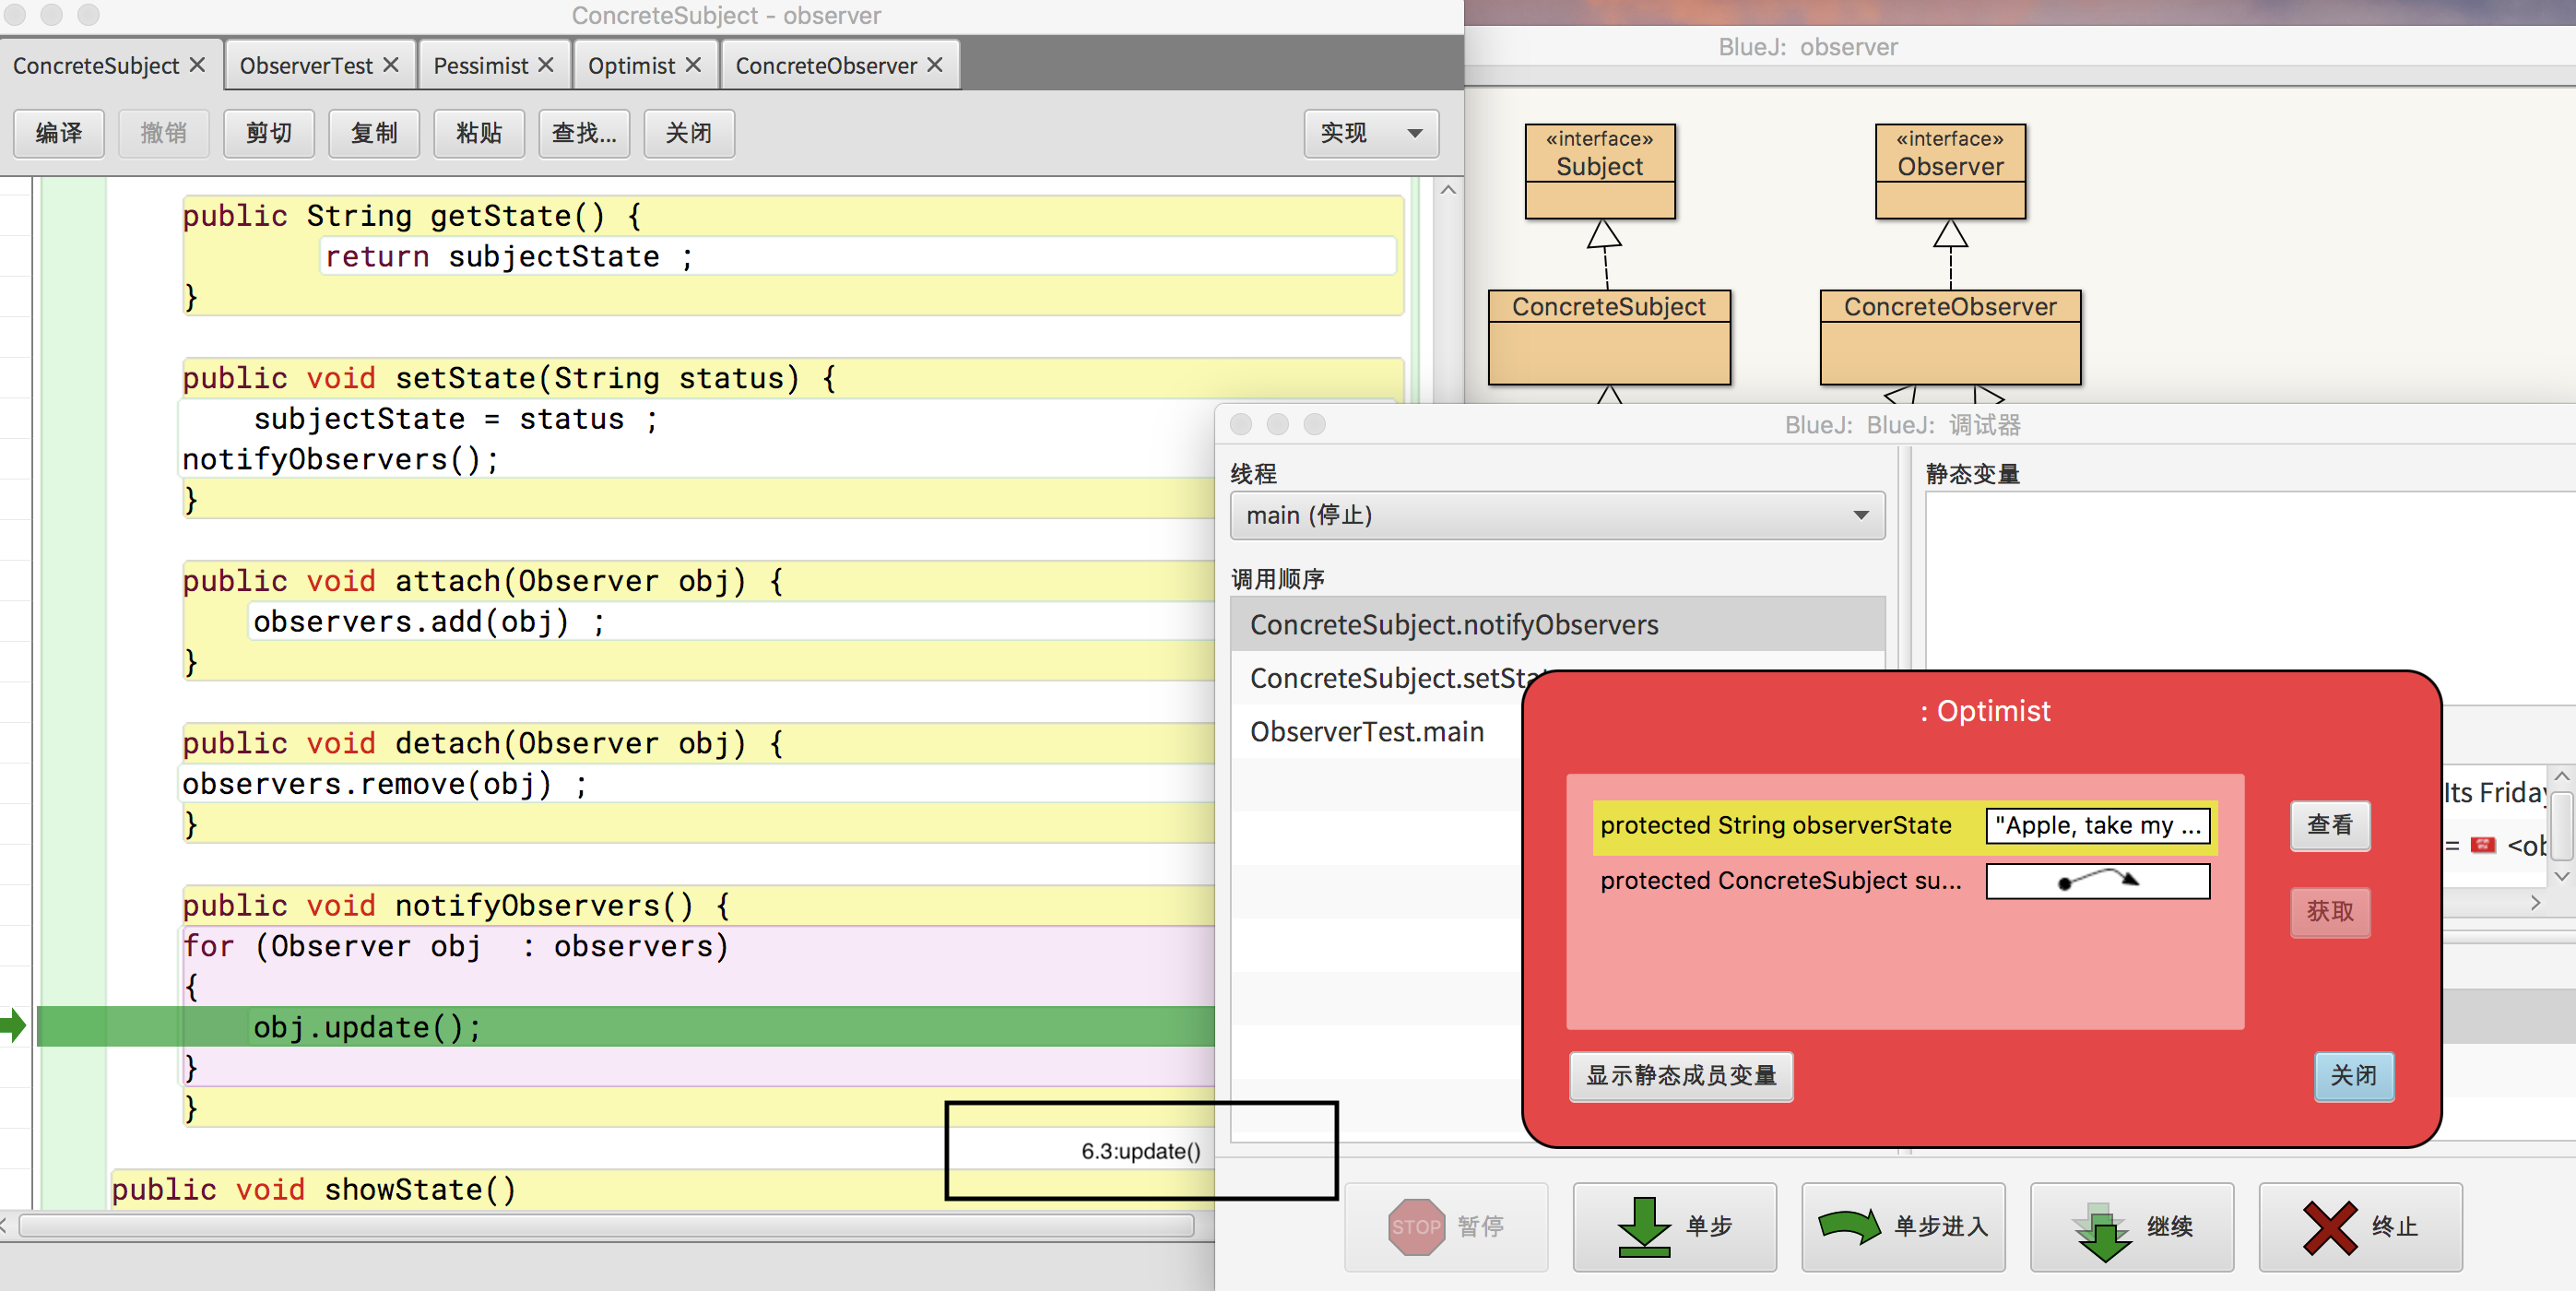 ConcreteSubject - observer
ConcreteSubject
ObserverTest
Pessimist
Optimist
ConcreteObserver
编译
撤销
剪切
复制
粘贴
查找...
关闭
实现
public String getState() {
return subjectState ;
}
public void setState(String status) {
subjectState = status ;
notifyObservers();
}
public void attach(Observer obj) {
observers.add(obj) ;
}
public void detach(Observer obj) {
observers.remove(obj) ;
}
public void notifyObservers() {
for (Observer obj : observers)
{
obj.update();
}
}
6.3:update()
public void showState()
BlueJ: observer
«interface»
Subject
«interface»
Observer
ConcreteSubject
ConcreteObserver
BlueJ: BlueJ: 调试器
线程
main (停止)
静态变量
调用顺序
ConcreteSubject.notifyObservers
ConcreteSubject.setSta
ObserverTest.main
: Optimist
protected String observerState
"Apple, take my ...
protected ConcreteSubject su...
查看
获取
显示静态成员变量
关闭
Its Friday
= <ob
STOP 暂停
单步
单步进入
继续
终止